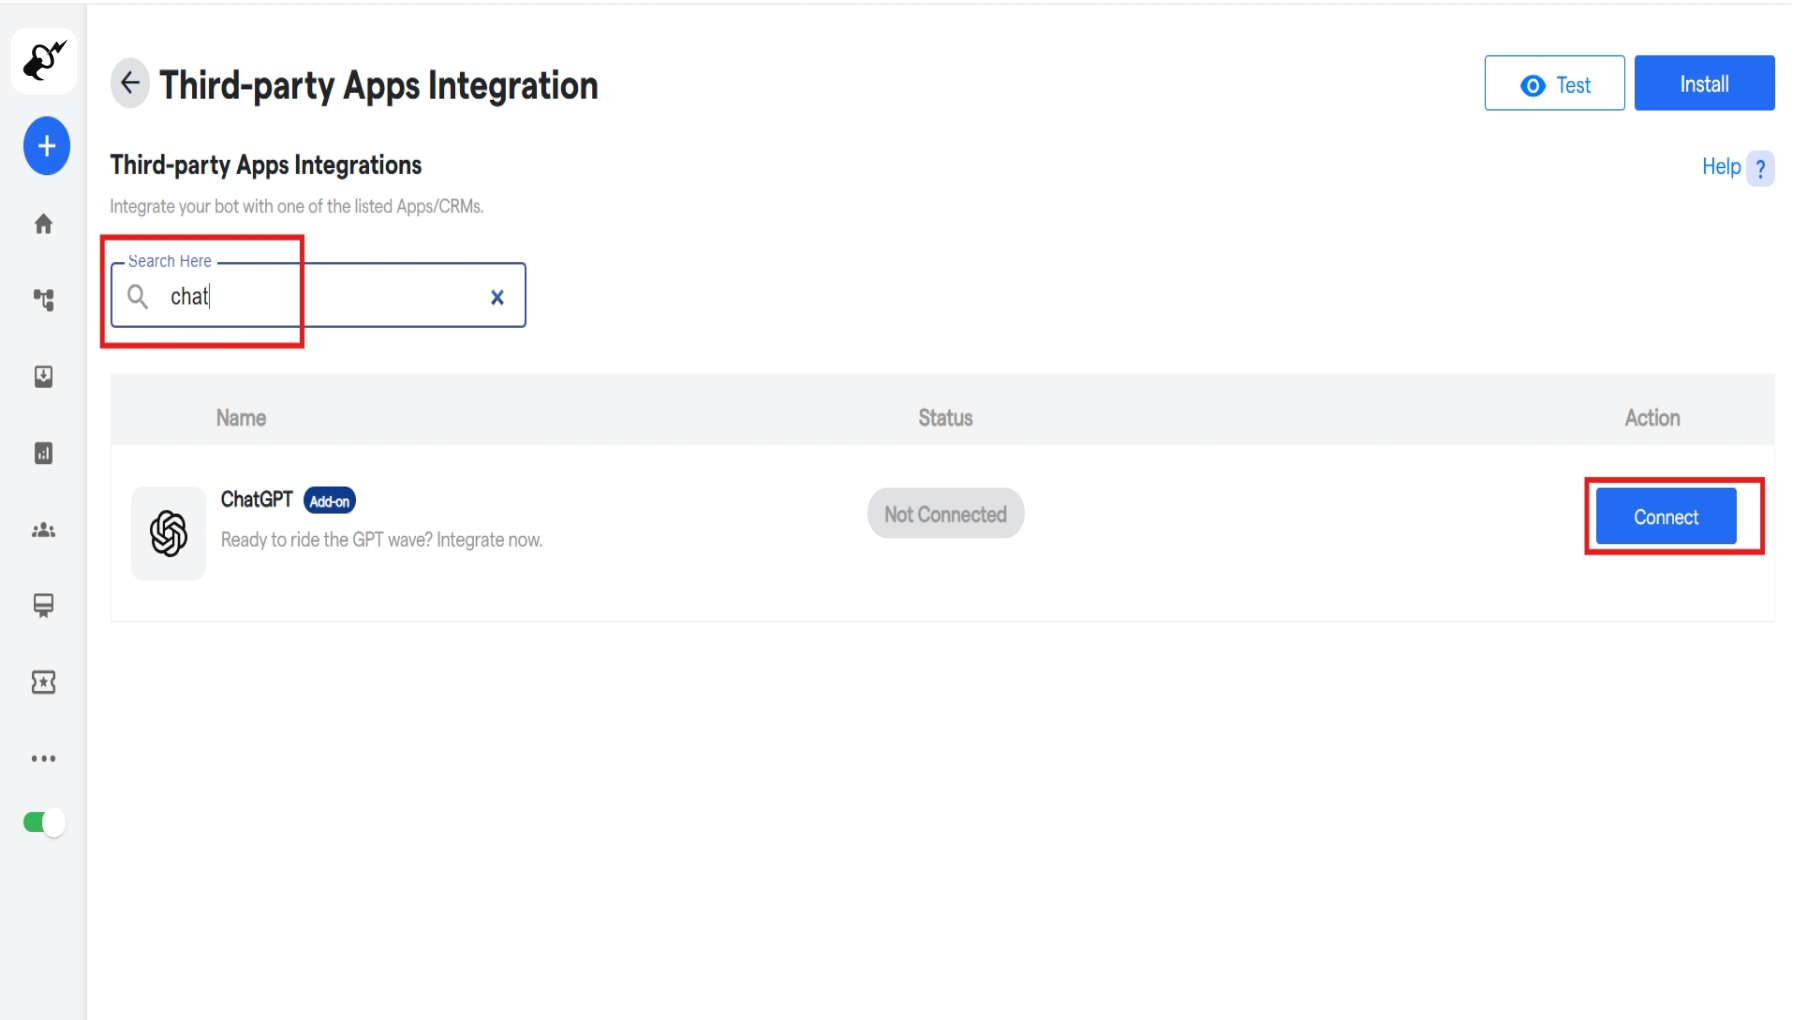 Third-party Apps Integration
Test
Install
Third-party Apps Integrations
Help ?
Integrate your bot with one of the listed Apps/CRMs.
Search Here
chat
Name
Status
Action
ChatGPT
Add-on
Ready to ride the GPT wave? Integrate now.
Not Connected
Connect